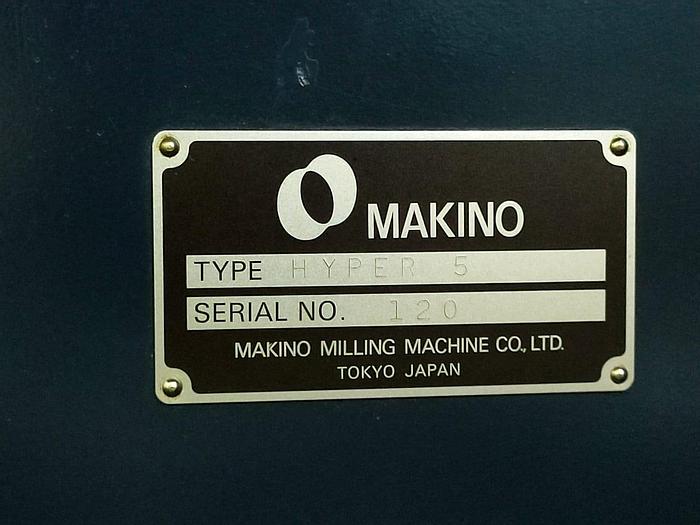 MAKINO
TYPE HYPER 5
SERIAL NO. 120
MAKINO MILLING MACHINE CO., LTD.
TOKYO JAPAN